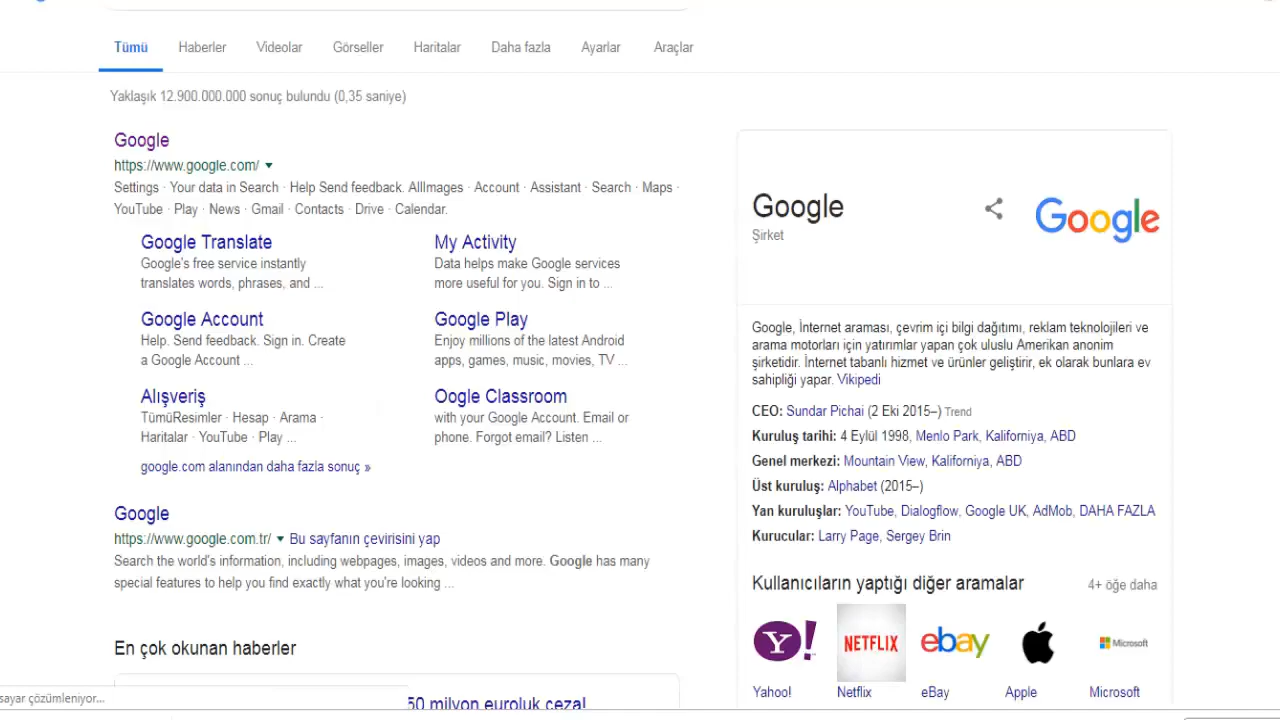 Tümü Haberler Videolar Görseller Haritalar Daha fazla Ayarlar Araçlar
Yaklaşık 12.900.000.000 sonuç bulundu (0,35 saniye)
Google
https://www.google.com/
Settings · Your data in Search · Help Send feedback. AllImages · Account · Assistant · Search · Maps ·
YouTube · Play · News · Gmail · Contacts · Drive · Calendar.
Google Translate
Google's free service instantly
translates words, phrases, and ...
My Activity
Data helps make Google services
more useful for you. Sign in to ...
Google Account
Help. Send feedback. Sign in. Create
a Google Account ...
Google Play
Enjoy millions of the latest Android
apps, games, music, movies, TV ...
Alışveriş
TümüResimler · Hesap · Arama ·
Haritalar · YouTube · Play ...
Oogle Classroom
with your Google Account. Email or
phone. Forgot email? Listen ...
google.com alanından daha fazla sonuç »
Google
https://www.google.com.tr/ Bu sayfanın çevirisini yap
Search the world's information, including webpages, images, videos and more. Google has many
special features to help you find exactly what you're looking ...
En çok okunan haberler
50 milyon euroluk ceza!
sayar çözümleniyor...
Google
Şirket
Google
Google, İnternet araması, çevrim içi bilgi dağıtımı, reklam teknolojileri ve
arama motorları için yatırımlar yapan çok uluslu Amerikan anonim
şirketidir. İnternet tabanlı hizmet ve ürünler geliştirir, ek olarak bunlara ev
sahipliği yapar. Vikipedi
CEO: Sundar Pichai (2 Eki 2015–) Trend
Kuruluş tarihi: 4 Eylül 1998, Menlo Park, Kaliforniya, ABD
Genel merkezi: Mountain View, Kaliforniya, ABD
Üst kuruluş: Alphabet (2015–)
Yan kuruluşlar: YouTube, Dialogflow, Google UK, AdMob, DAHA FAZLA
Kurucular: Larry Page, Sergey Brin
Kullanıcıların yaptığı diğer aramalar 4+ öğe daha
Y! NETFLIX ebay Microsoft
Yahoo! Netflix eBay Apple Microsoft